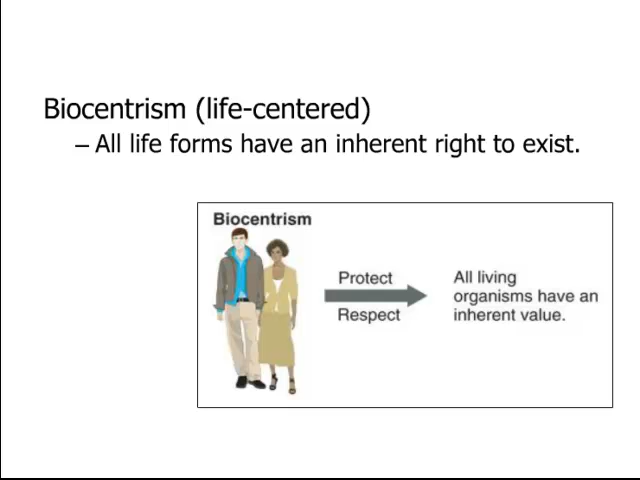 Biocentrism (life-centered)
– All life forms have an inherent right to exist.
Biocentrism
Protect
Respect
All living
organisms have an
inherent value.